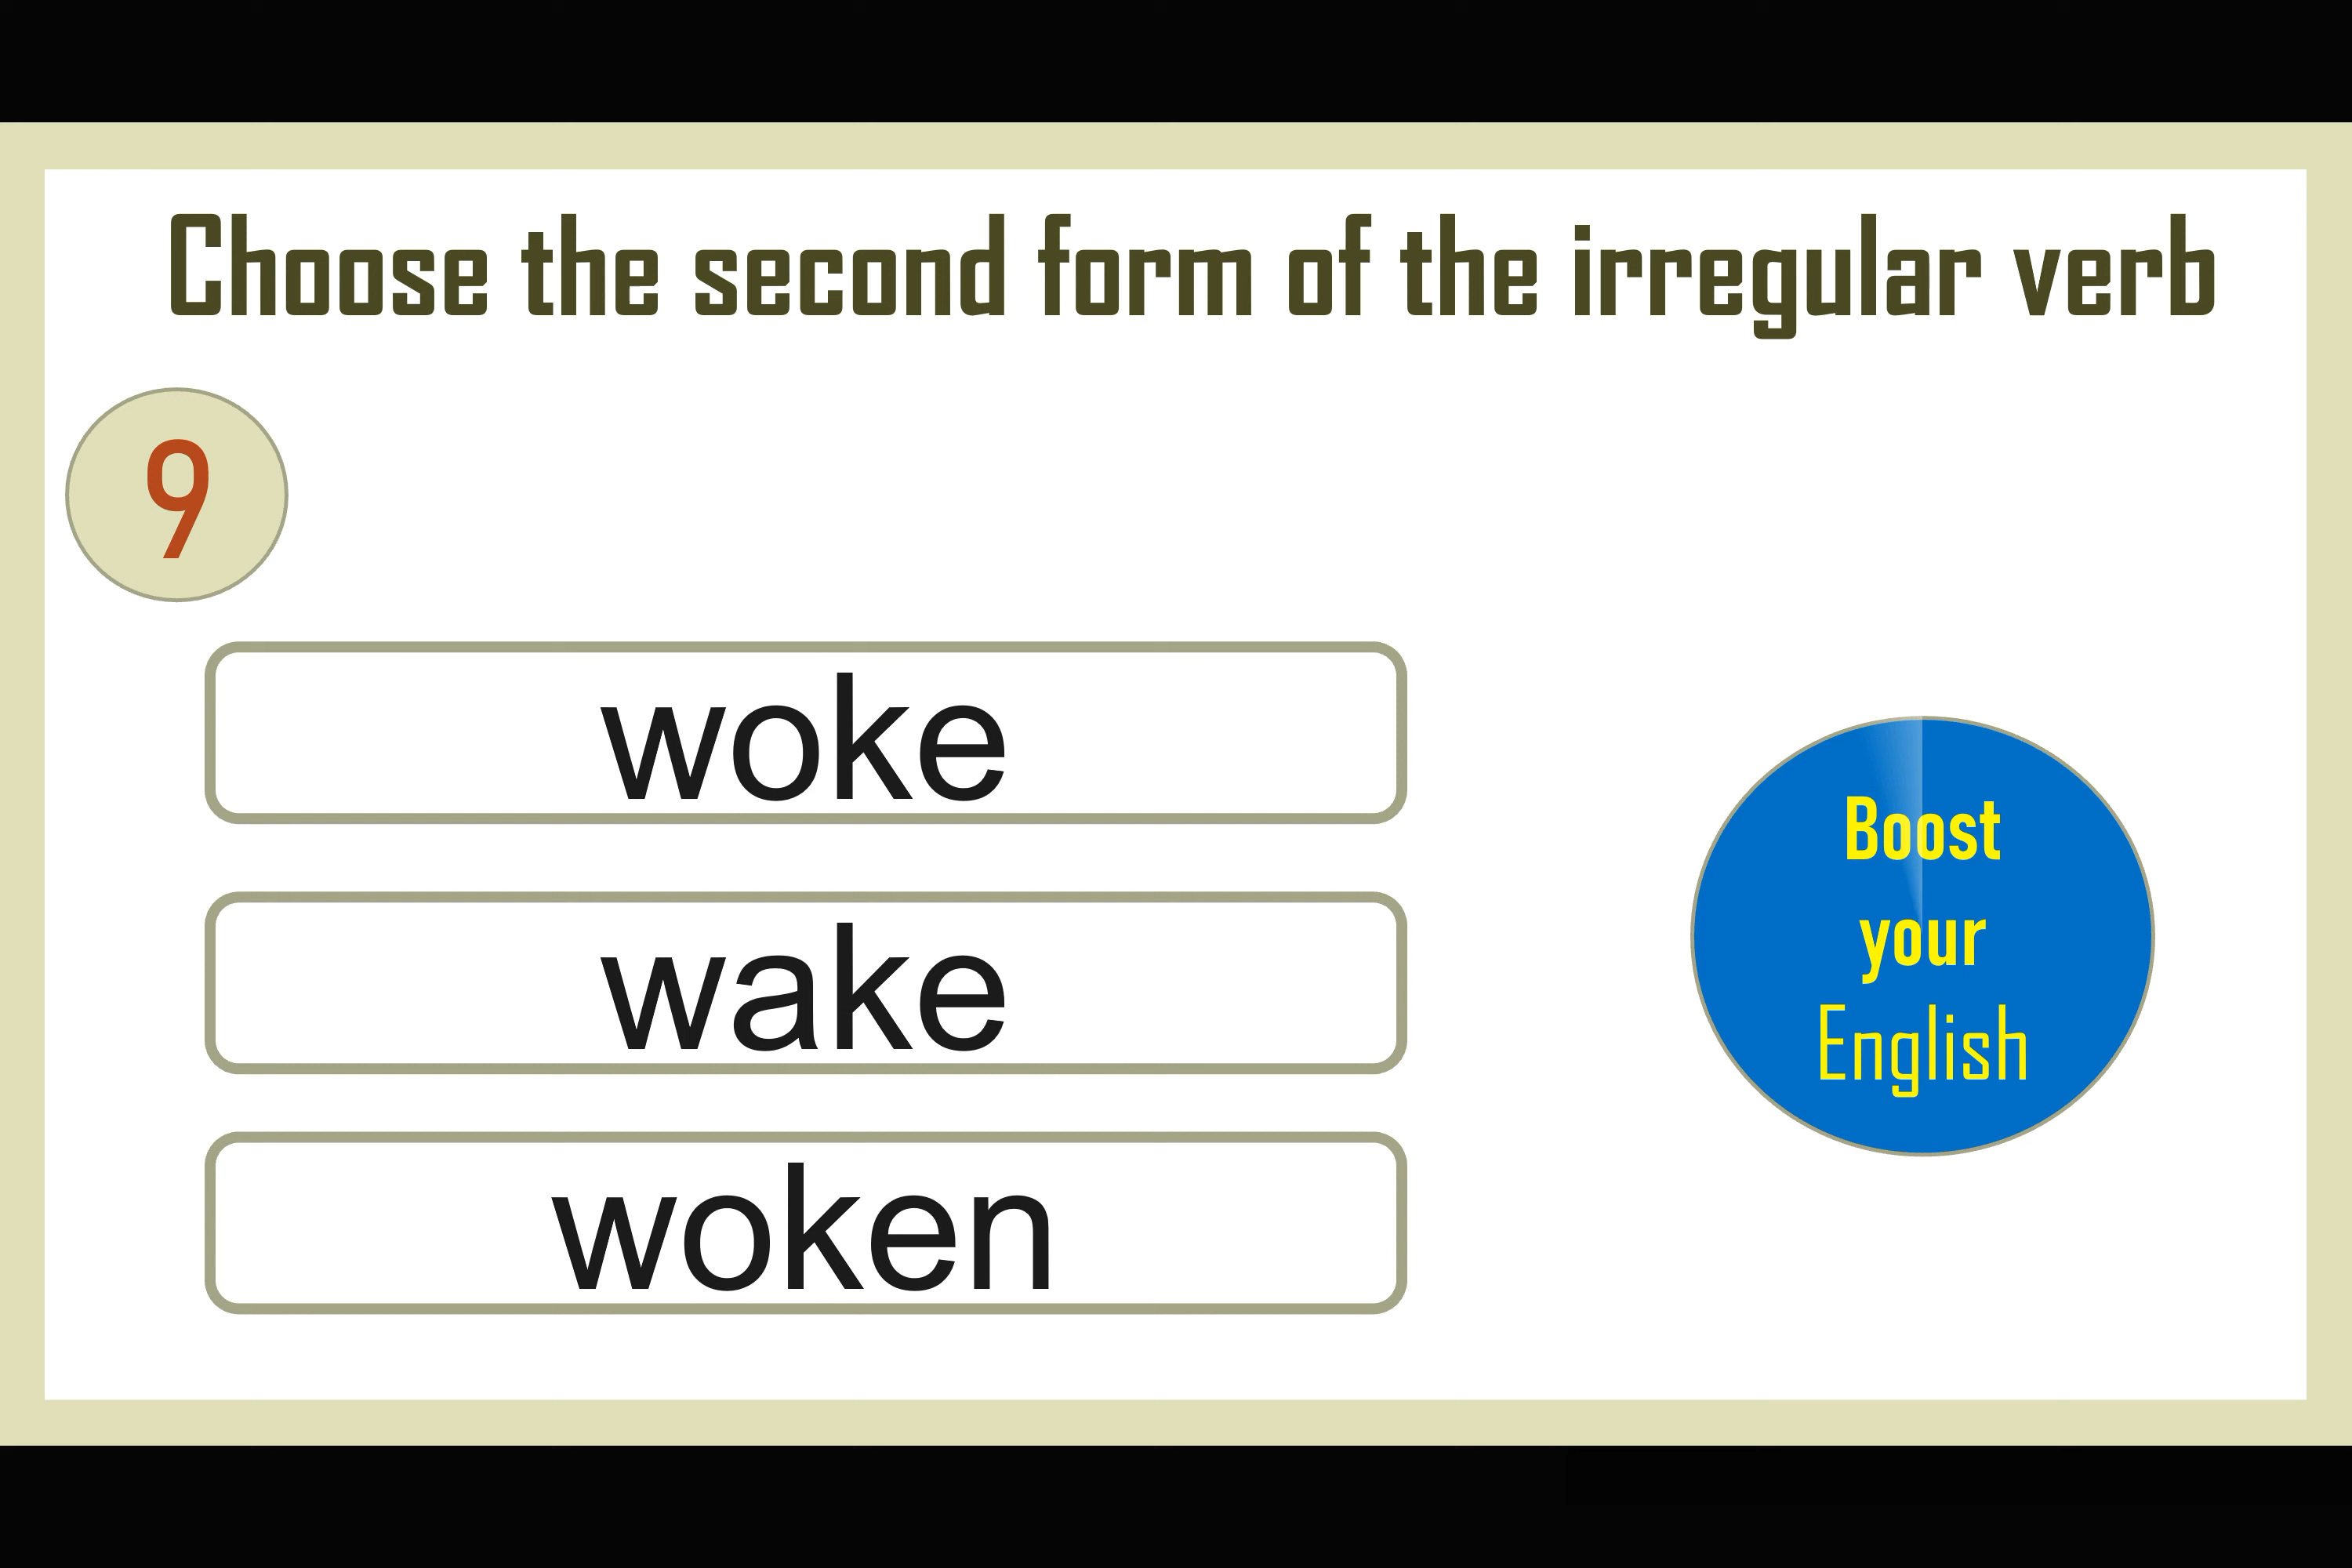 Choose the second form of the irregular verb
9
woke
wake
woken
Boost
your
English